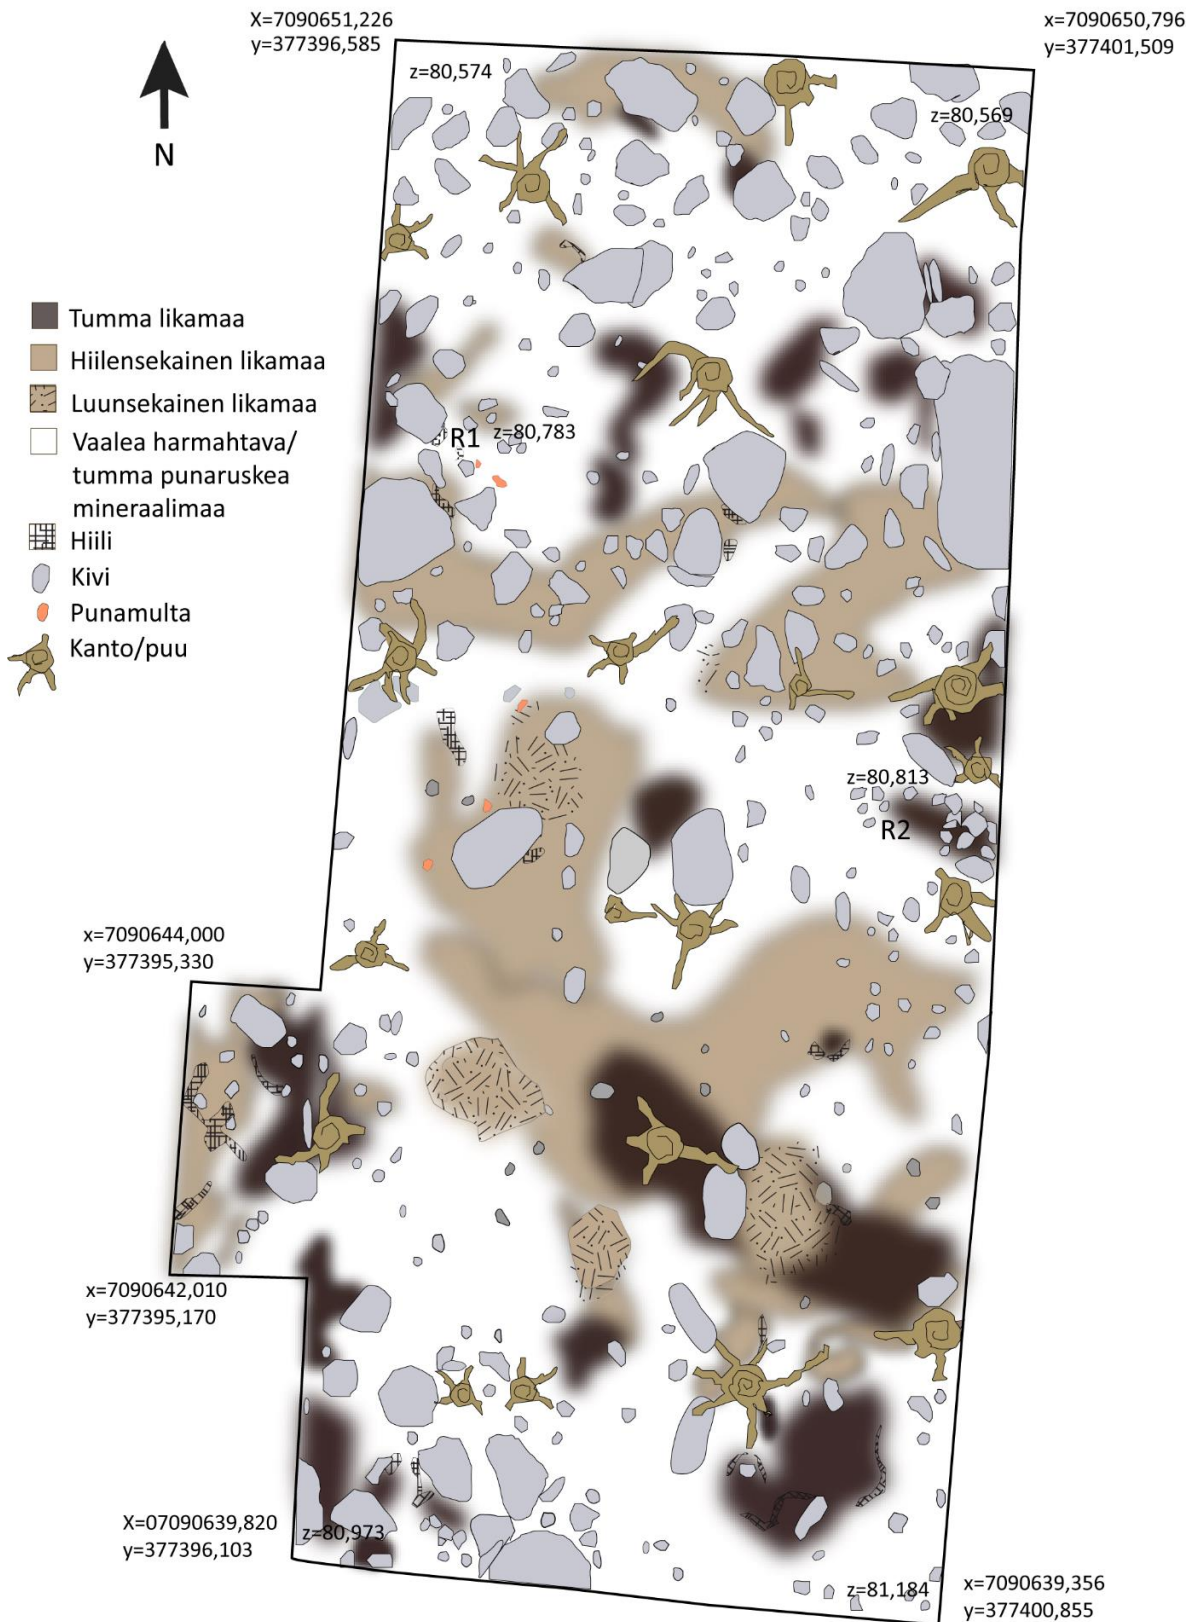 X=7090651,226
y=377396,585
x=7090650,796
y=377401,509
z=80,574
z=80,569
N
Tumma likamaa
Hiilensekainen likamaa
Luunsekainen likamaa
Vaalea harmahtava/
tumma punaruskea
mineraalimaa
Hiili
Kivi
Punamulta
Kanto/puu
R1
z=80,783
z=80,813
R2
x=7090644,000
y=377395,330
x=7090642,010
y=377395,170
X=07090639,820
y=377396,103
z=80,973
z=81,184
x=7090639,356
y=377400,855